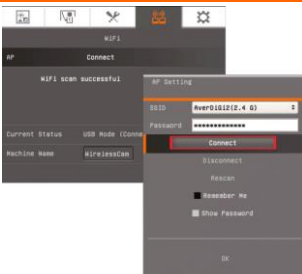 WiFi
AP Connect
WiFi scan successful
Current Status USB Mode (Conne
Machine Name WirelessCam
AP Setting
SSID AverDiGi2(2.4 G)
Password *************
Connect
Disconnect
Rescan
Remember Me
Show Password
OK